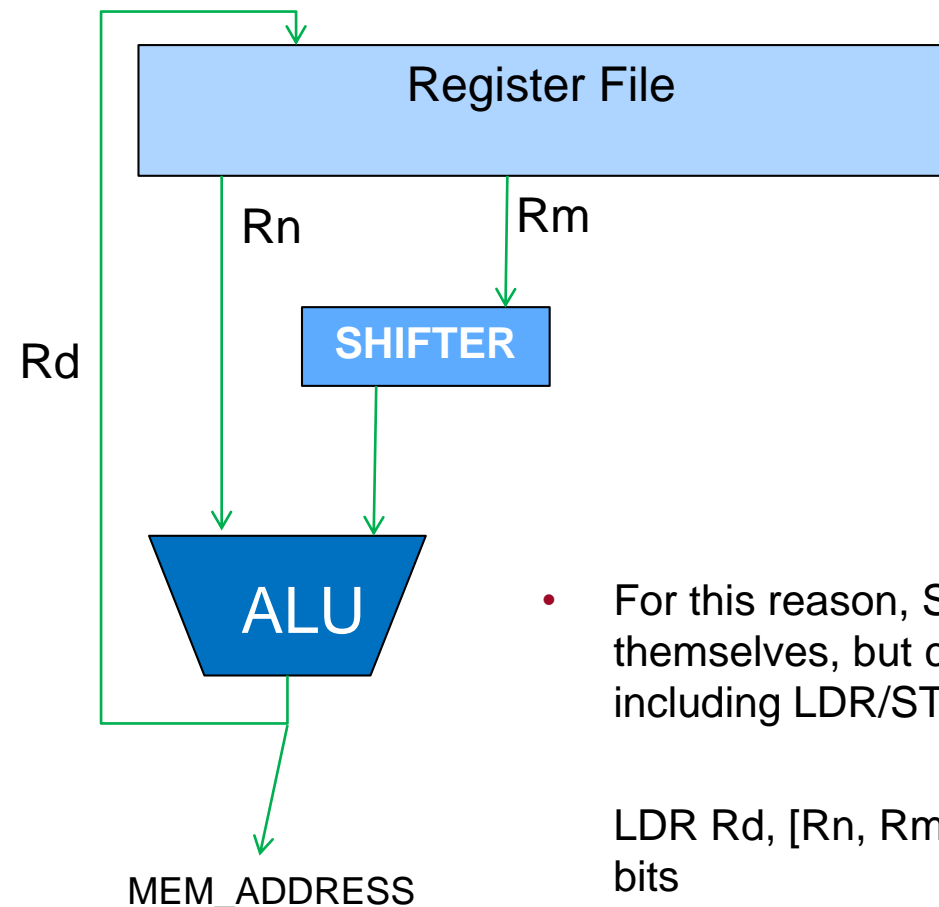 Register File
Rn
Rm
SHIFTER
Rd
ALU
• For this reason, S
themselves, but
including LDR/ST
LDR Rd, [Rn, Rm
bits
MEM_ADDRESS